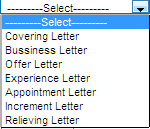 ---------Select---------
---------Select---------
Covering Letter
Bussiness Letter
Offer Letter
Experience Letter
Appointment Letter
Increment Letter
Relieving Letter